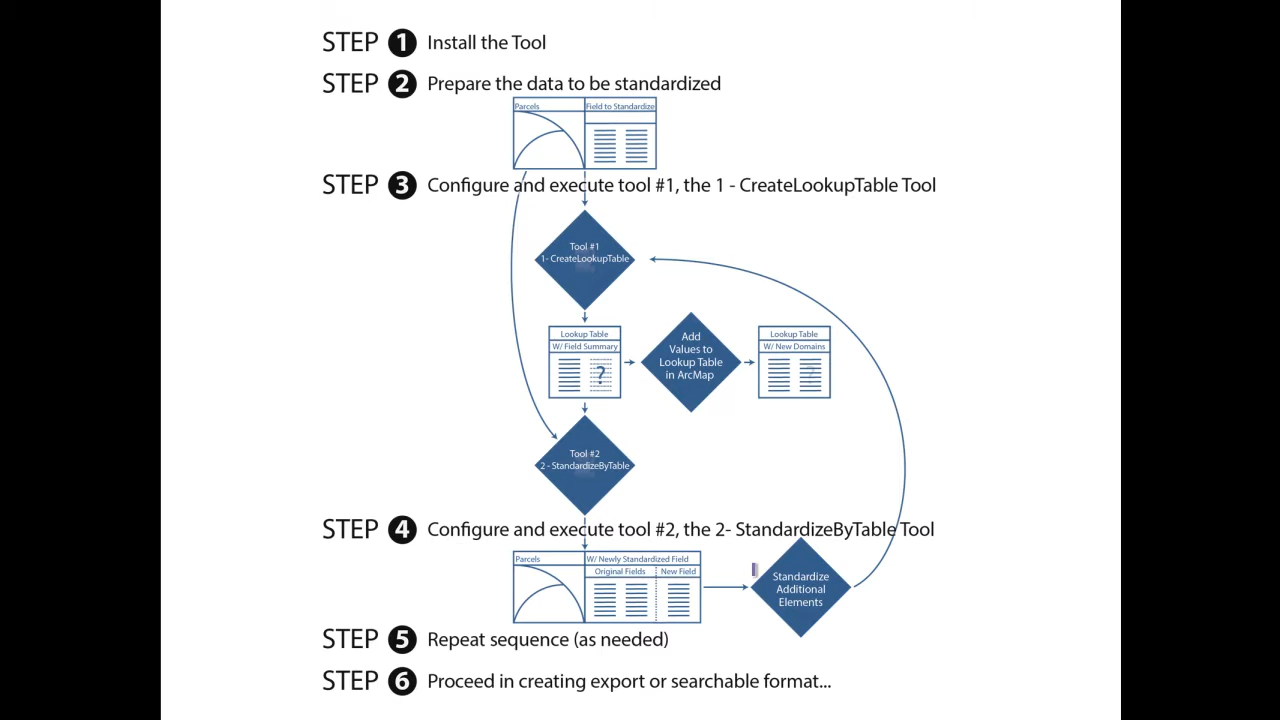 STEP 1 Install the Tool
STEP 2 Prepare the data to be standardized
Parcels
Field to Standardize
STEP 3 Configure and execute tool #1, the 1 - CreateLookupTable Tool
Tool #1
1- CreateLookupTable
Lookup Table
W/ Field Summary
?
Add
Values to
Lookup Table
in ArcMap
Lookup Table
W/ New Domains
?
Tool #2
2 - StandardizeByTable
STEP 4 Configure and execute tool #2, the 2- StandardizeByTable Tool
Parcels
W/ Newly Standardized Field
Original Fields
New Field
Standardize
Additional
Elements
STEP 5 Repeat sequence (as needed)
STEP 6 Proceed in creating export or searchable format...